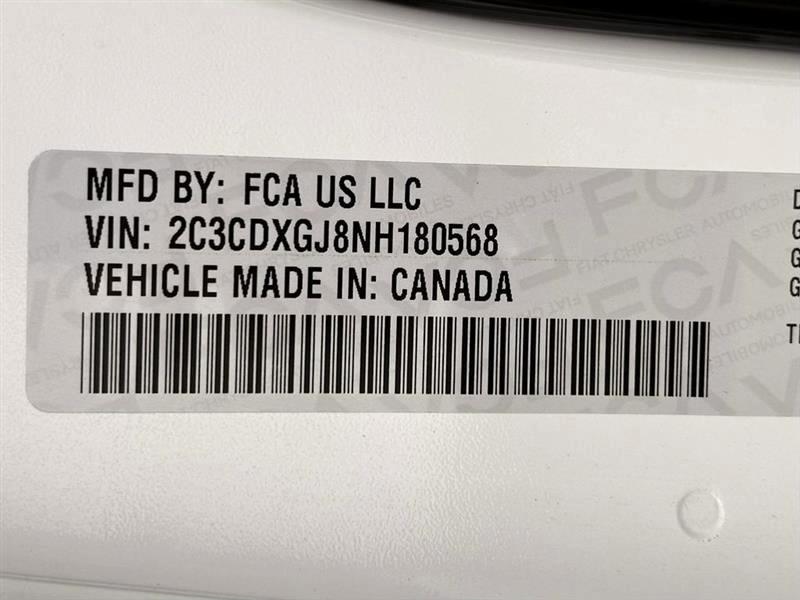 MFD BY: FCA US LLC
VIN: 2C3CDXGJ8NH180568
VEHICLE MADE IN: CANADA